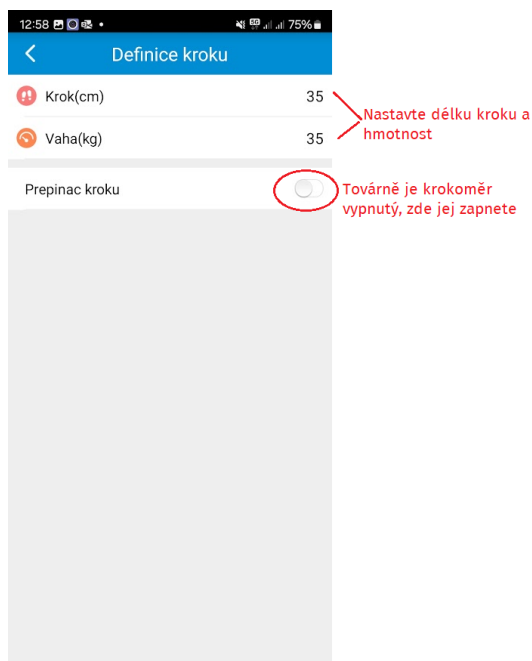 12:58 75%
Definice kroku
Krok(cm) 35
Vaha(kg) 35
Nastavte délku kroku a
hmotnost
Prepinac kroku
Továrně je krokoměr
vypnutý, zde jej zapnete